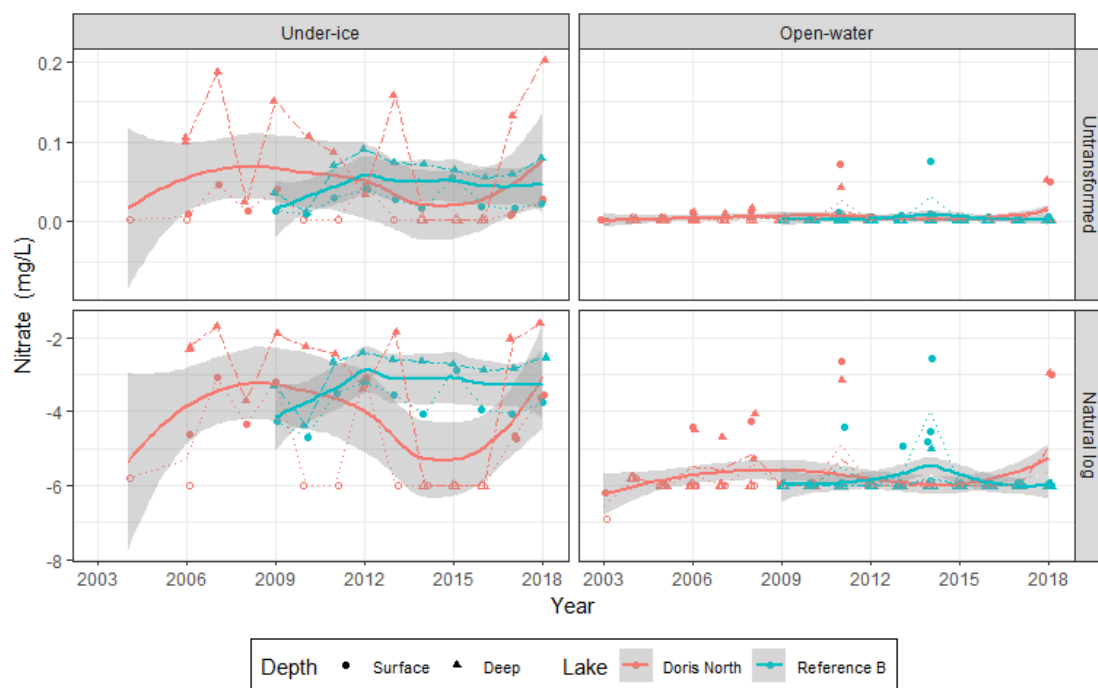 Under-ice Open-water
0.2
0.1
0.0
Untransformed
Nitrate (mg/L)
-2
-4
-6
-8
Natural log
2003 2006 2009 2012 2015 2018 2003 2006 2009 2012 2015 2018
Year
Depth Surface Deep Lake Doris North Reference B